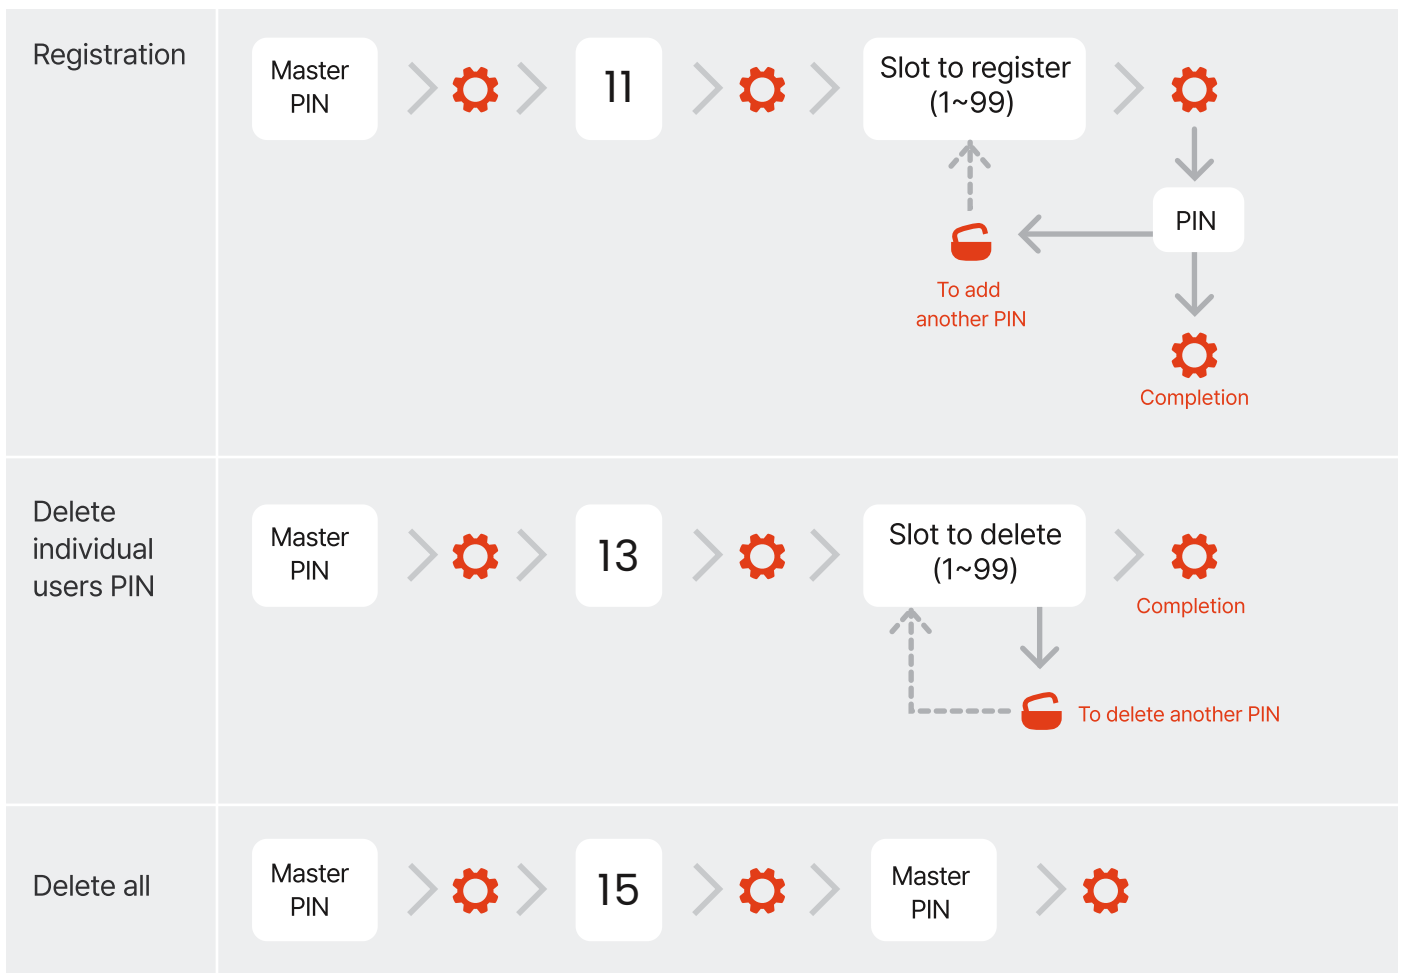 Registration
Master
PIN
11
Slot to register
(1~99)
PIN
To add
another PIN
Completion
Delete
individual
users PIN
Master
PIN
13
Slot to delete
(1~99)
Completion
To delete another PIN
Delete all
Master
PIN
15
Master
PIN